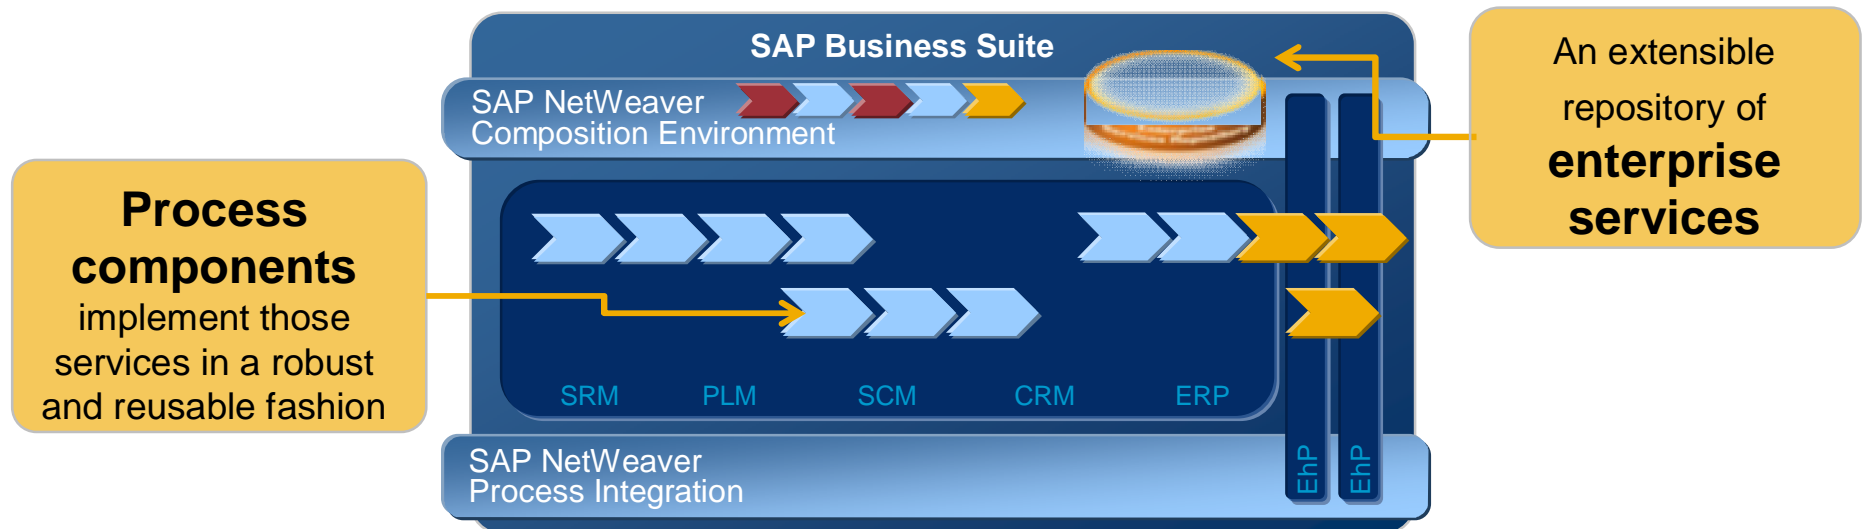 SAP Business Suite
SAP NetWeaver
Composition Environment
An extensible
repository of
enterprise
services
Process
components
implement those
services in a robust
and reusable fashion
SRM PLM SCM CRM ERP
EhP EhP
SAP NetWeaver
Process Integration